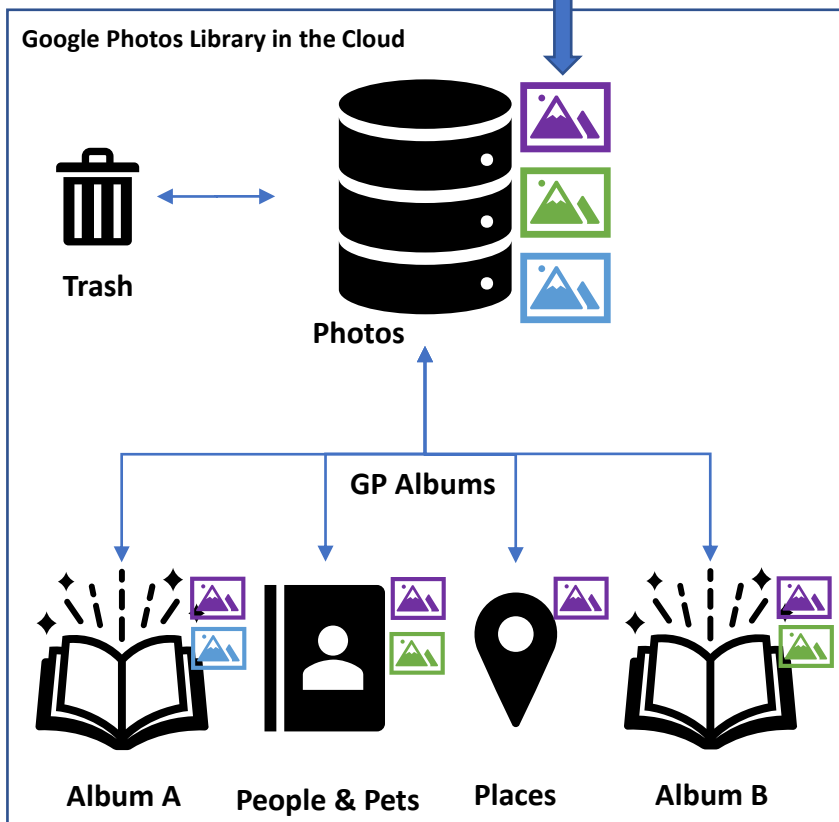 Google Photos Library in the Cloud
Trash
Photos
GP Albums
Album A
People & Pets
Places
Album B